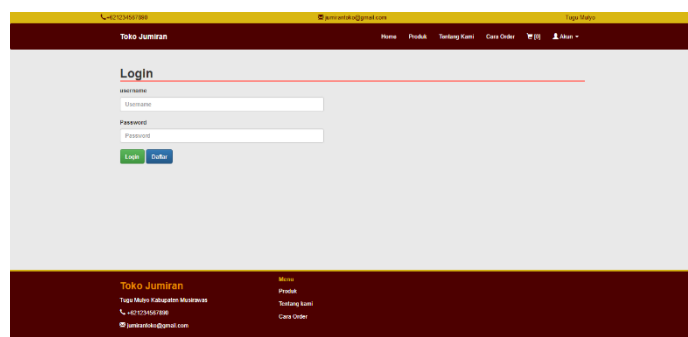 +621234567890 jumirantoko@gmail.com Tugu Mulyo
Toko Jumiran Home Produk Tentang Kami Cara Order [0] Akun
Login
username
Username
Password
Password
Login Daftar
Toko Jumiran
Tugu Mulyo Kabupaten Musirawas
+621234567890
jumirantoko@gmail.com
Menu
Produk
Tentang kami
Cara Order